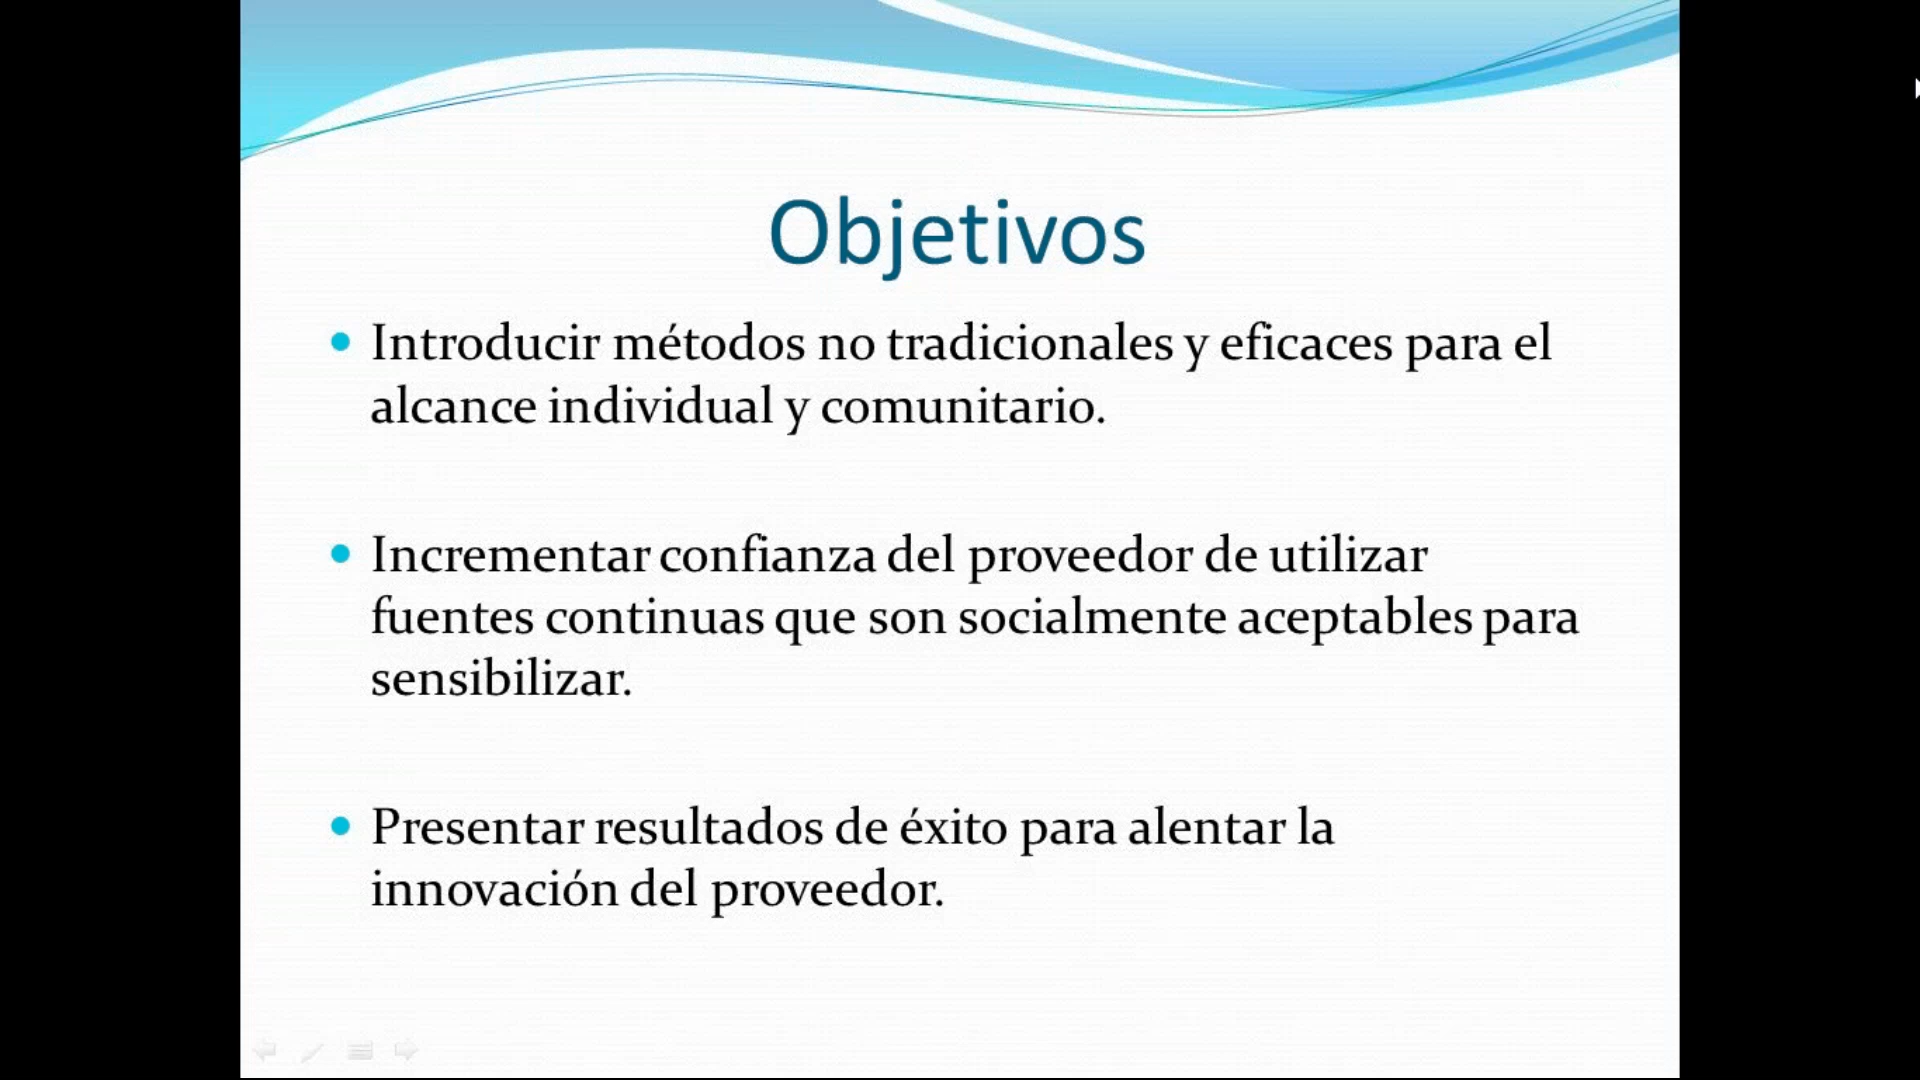 Objetivos
Introducir métodos no tradicionales y eficaces para el
alcance individual y comunitario.
Incrementar confianza del proveedor de utilizar
fuentes continuas que son socialmente aceptables para
sensibilizar.
Presentar resultados de éxito para alentar la
innovación del proveedor.